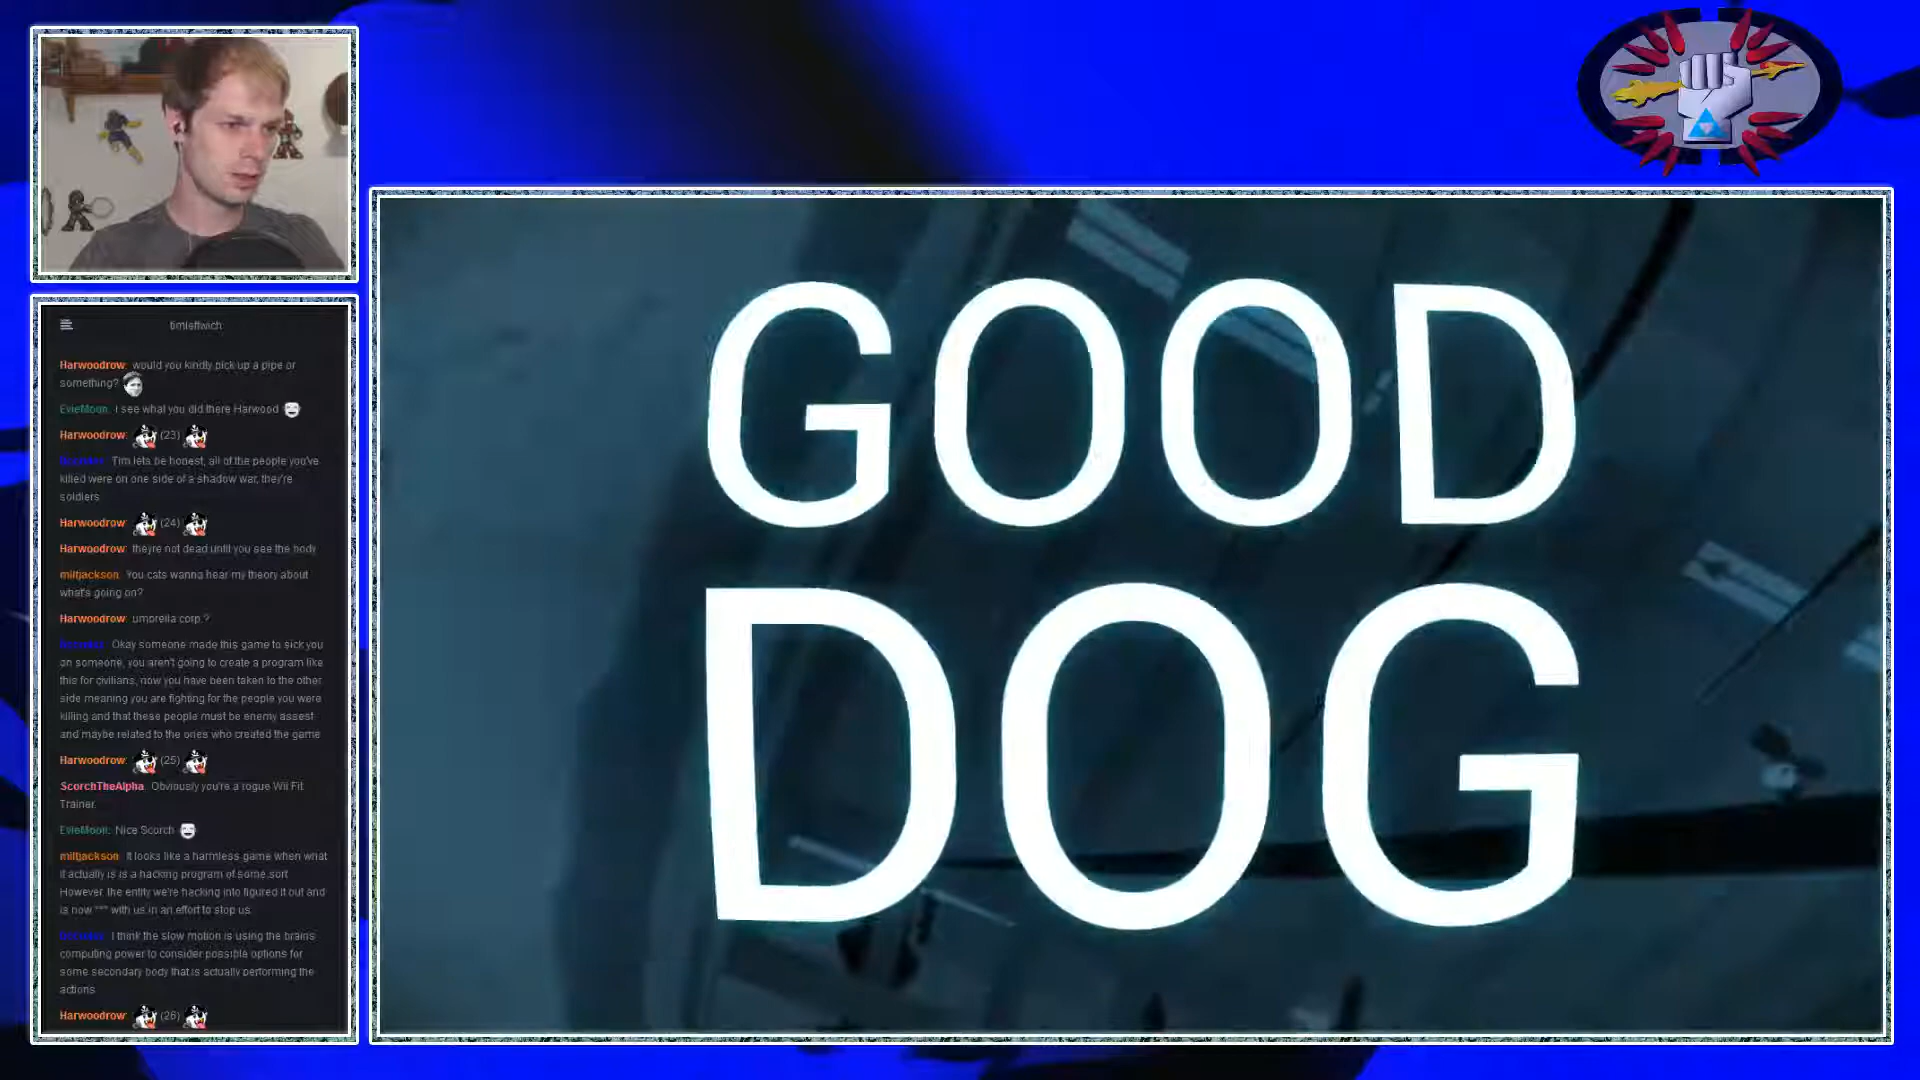 timleftwich
Harwoodrow: would you kindly pick up a pipe or
something?
EvieMoon: I see what you did there Harwood
Harwoodrow: (23)
Tim lets be honest, all of the people you've
killed were on one side of a shadow war, they're
soldiers
Harwoodrow: (24)
Harwoodrow: theyre not dead until you see the body
miltjackson: You cats wanna hear my theory about
what's going on?
Harwoodrow: umbrella corp.?
Okay someone made this game to sick you
on someone, you aren't going to create a program like
this for civilians, now you have been taken to the other
side meaning you are fighting for the people you were
killing and that these people must be enemy assest
and maybe related to the ones who created the game
Harwoodrow: (25)
ScorchTheAlpha: Obviously you're a rogue Wii Fit
Trainer.
EvieMoon: Nice Scorch
miltjackson: It looks like a harmless game when what
it actually is is a hacking program of some sort
However, the entity we're hacking into figured it out and
is now *** with us in an effort to stop us.
I think the slow motion is using the brains
computing power to consider possible options for
some secondary body that is actually performing the
actions
Harwoodrow: (26)
GOOD
DOG